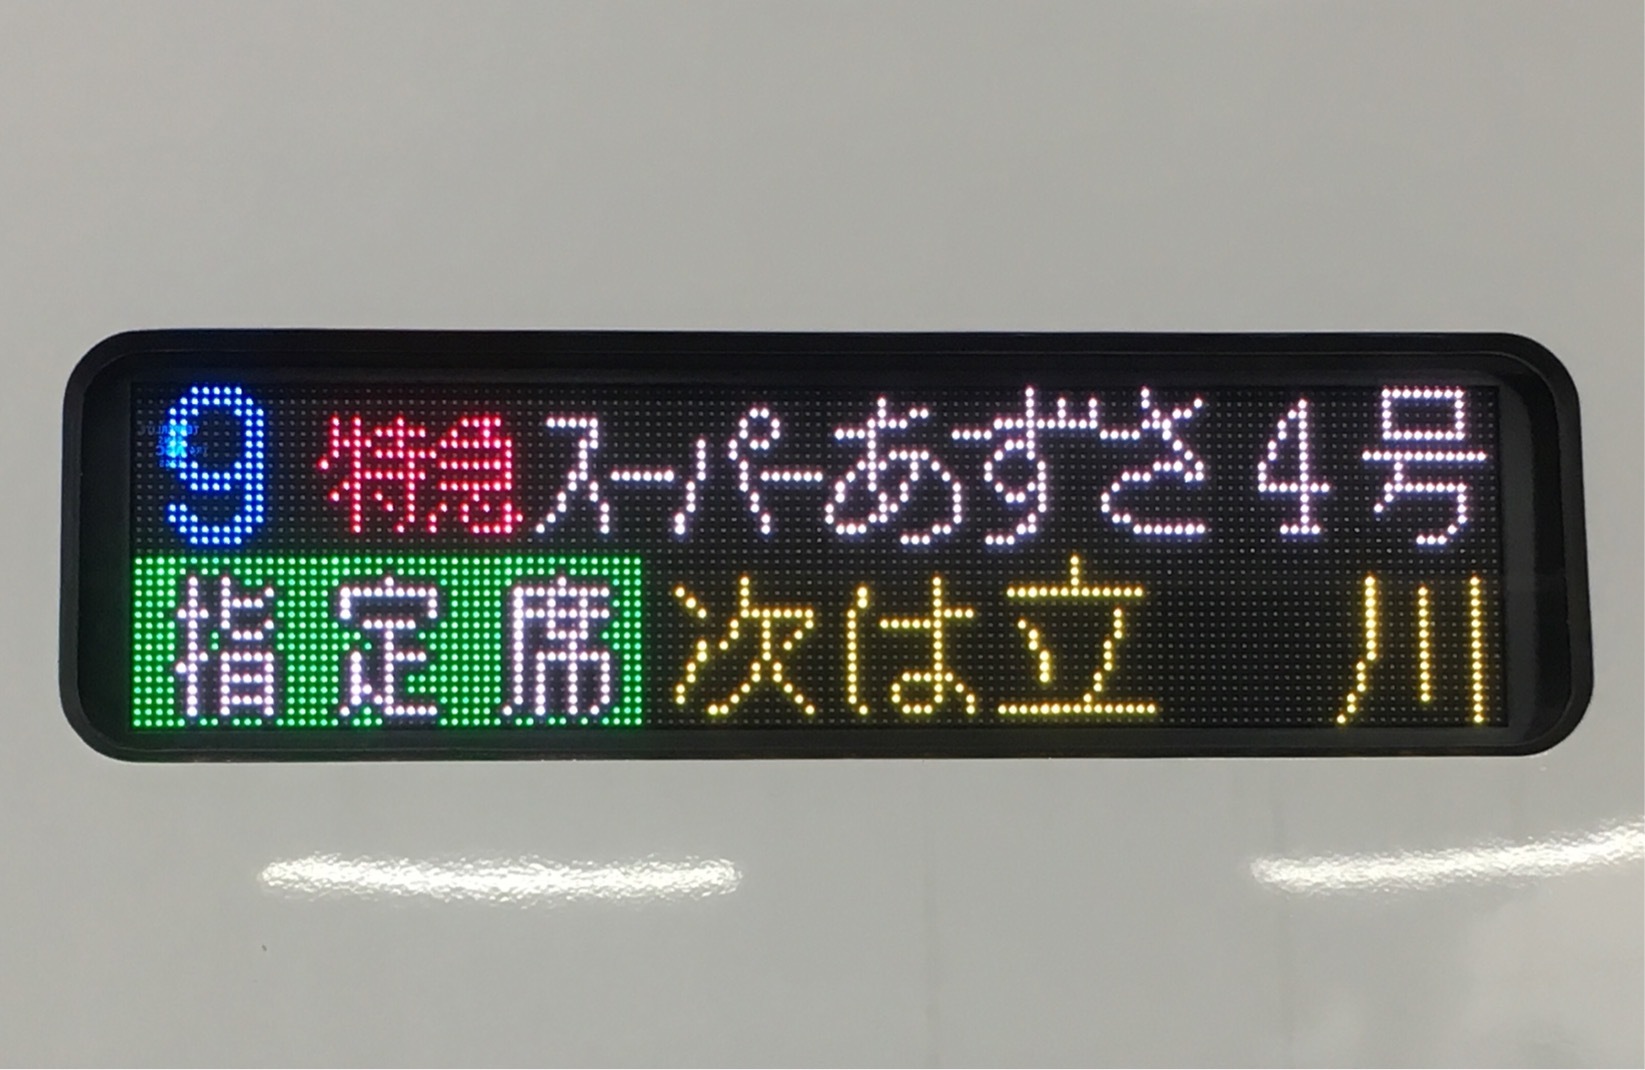 9 特急スーパーあずさ 4号
指定席 次は立 川